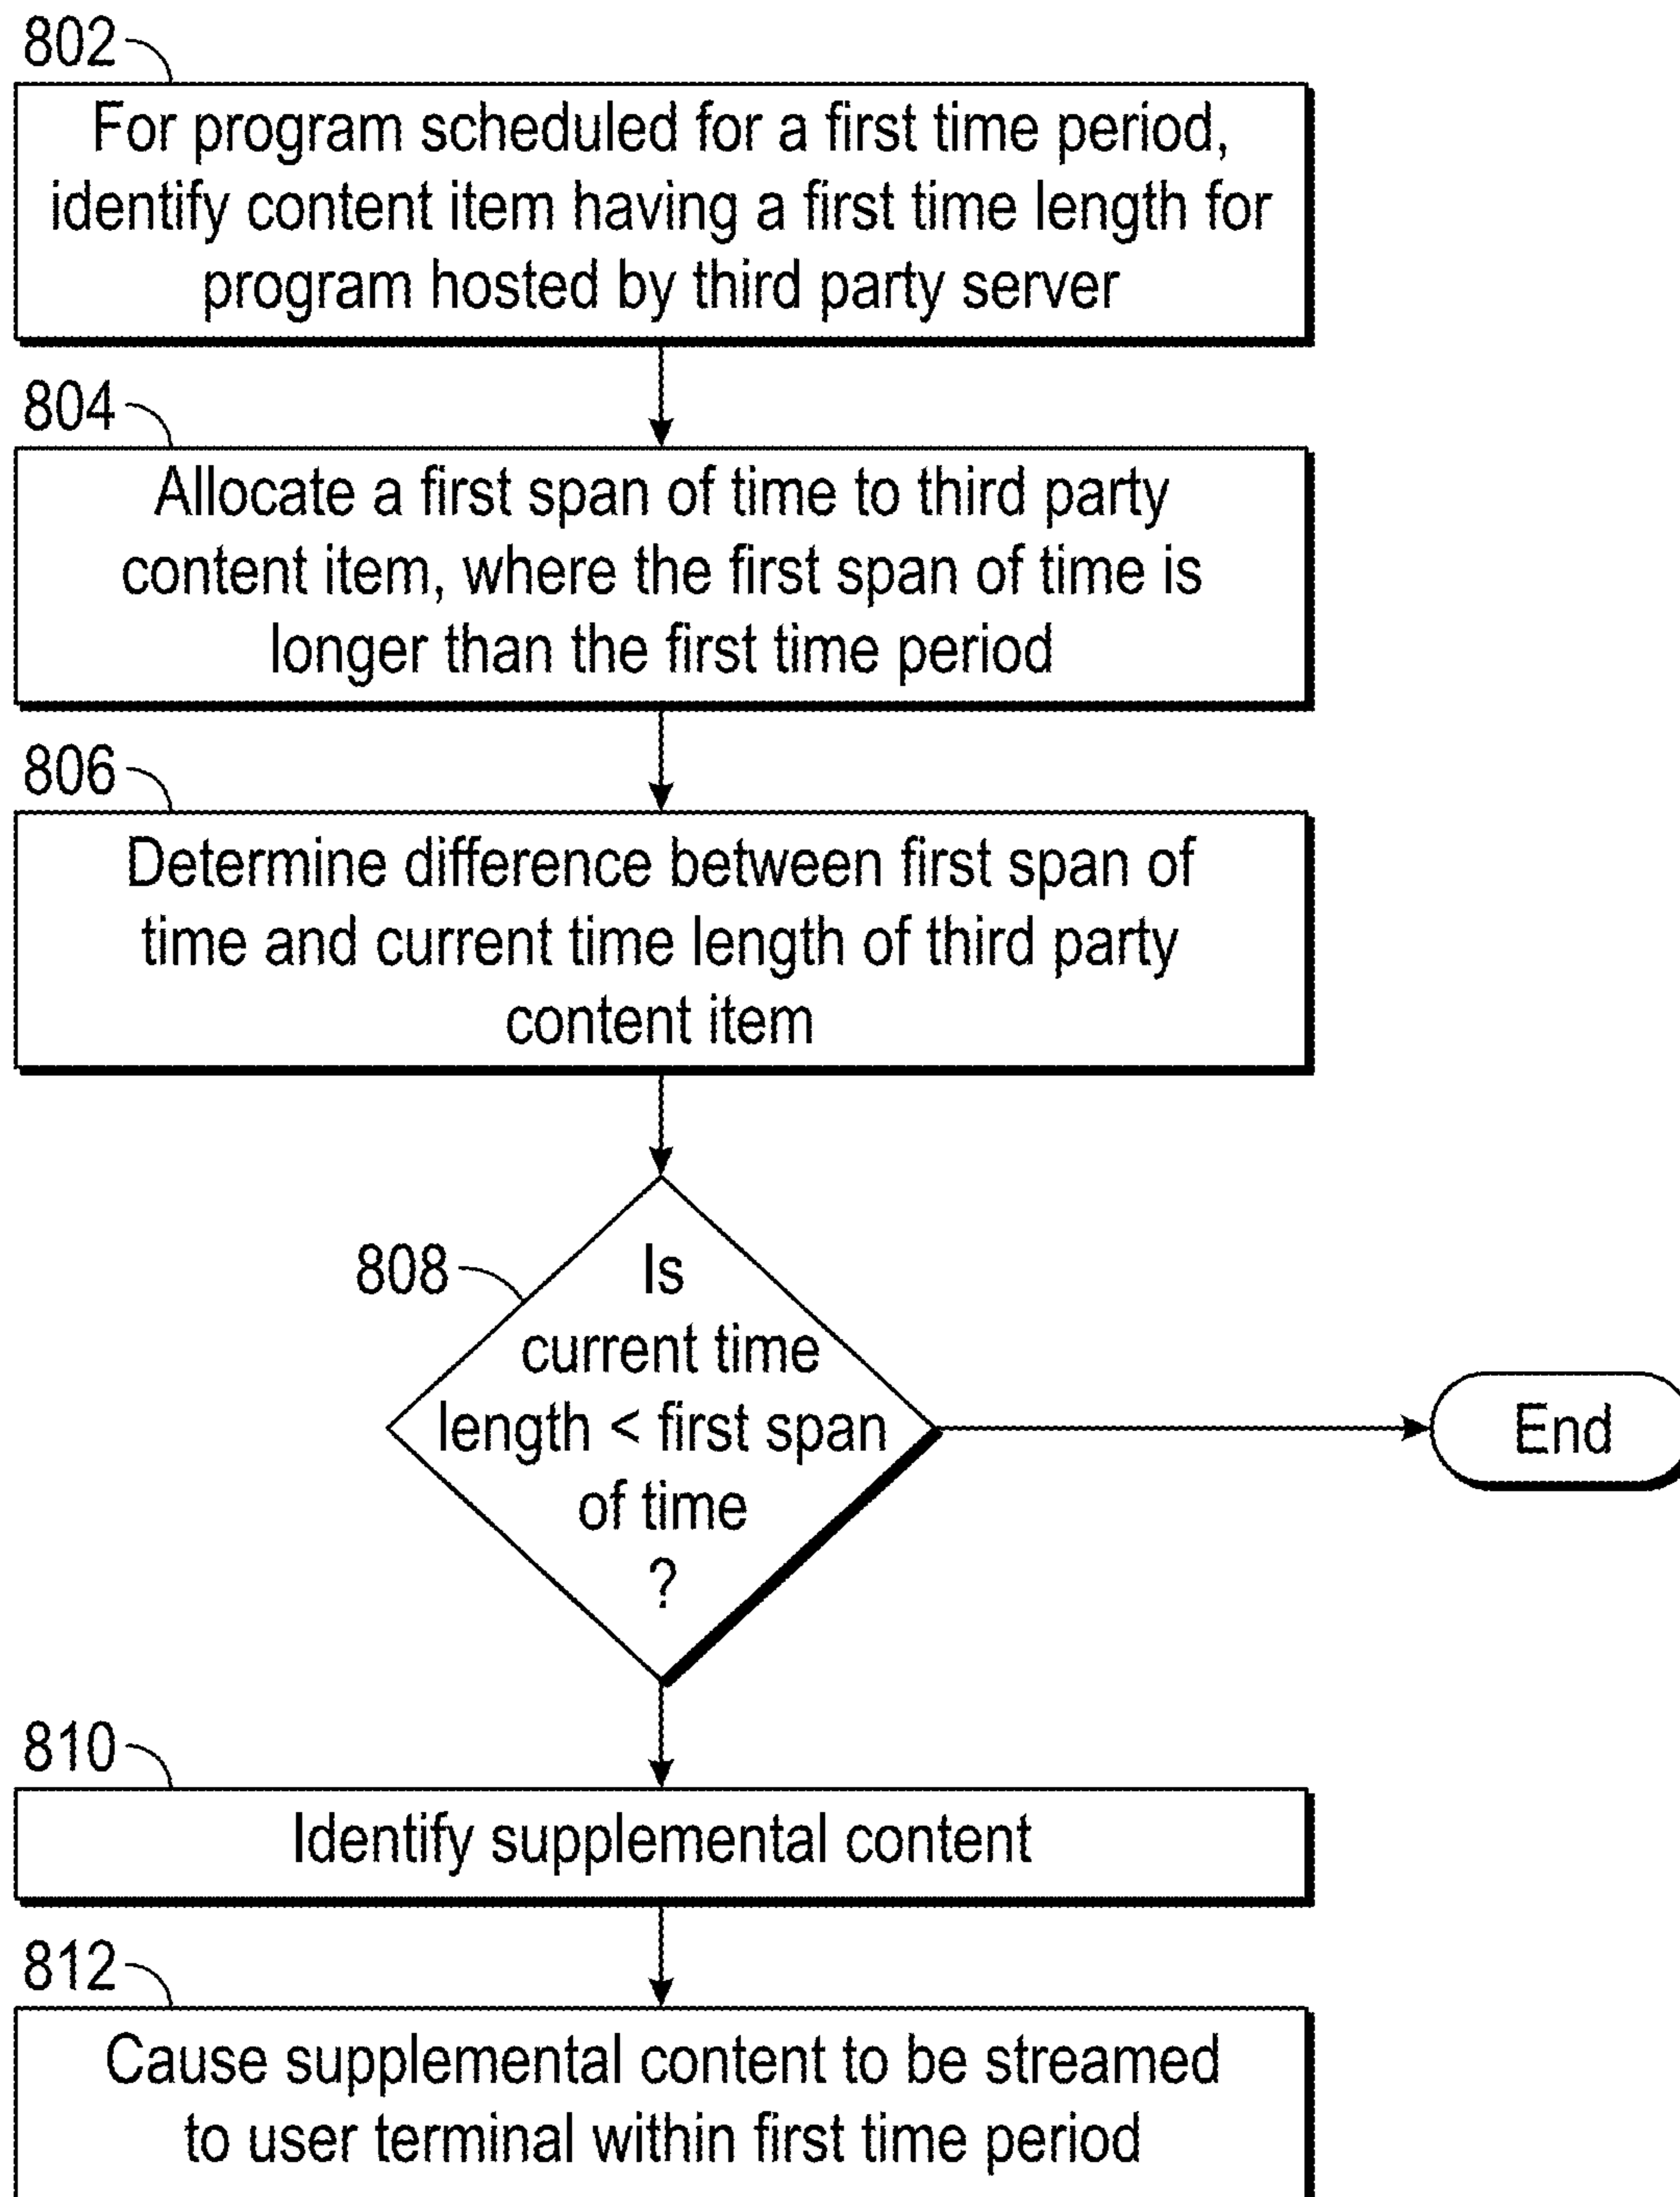 802
For program scheduled for a first time period,
identify content item having a first time length for
program hosted by third party server
804
Allocate a first span of time to third party
content item, where the first span of time is
longer than the first time period
806
Determine difference between first span of
time and current time length of third party
content item
808
Is
current time
length < first span
of time
?
End
810
Identify supplemental content
812
Cause supplemental content to be streamed
to user terminal within first time period